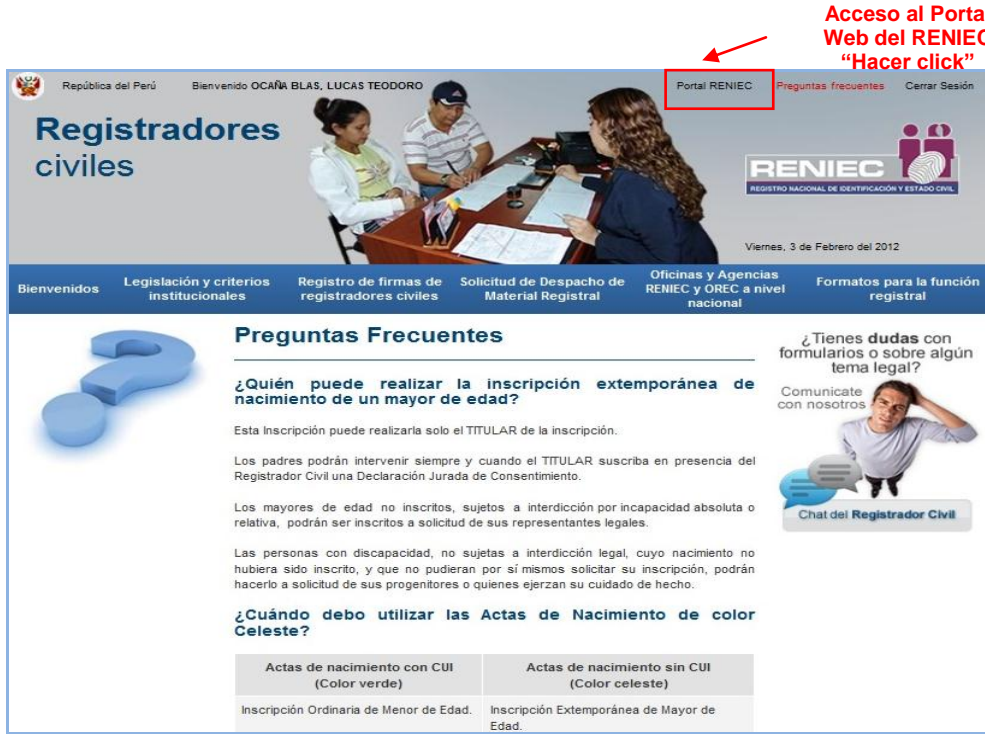 Acceso al Porta
Web del RENIEC
“Hacer click”
República del Perú Bienvenido OCAÑA BLAS, LUCAS TEODORO Portal RENIEC Preguntas frecuentes Cerrar Sesión
Registradores
civiles
RENIEC
REGISTRO NACIONAL DE IDENTIFICACIÓN Y ESTADO CIVIL
Viernes, 3 de Febrero del 2012
Bienvenidos
Legislación y criterios
institucionales
Registro de firmas de
registradores civiles
Solicitud de Despacho de
Material Registral
Oficinas y Agencias
RENIEC y OREC a nivel
nacional
Formatos para la función
registral
Preguntas Frecuentes
¿Quién puede realizar la inscripción extemporánea de
nacimiento de un mayor de edad?
Esta Inscripción puede realizarla solo el TITULAR de la inscripción.
Los padres podrán intervenir siempre y cuando el TITULAR suscriba en presencia del
Registrador Civil una Declaración Jurada de Consentimiento.
Los mayores de edad no inscritos, sujetos a interdicción por incapacidad absoluta o
relativa, podrán ser inscritos a solicitud de sus representantes legales.
Las personas con discapacidad, no sujetas a interdicción legal, cuyo nacimiento no
hubiera sido inscrito, y que no pudieran por sí mismos solicitar su inscripción, podrán
hacerlo a solicitud de sus progenitores o quienes ejerzan su cuidado de hecho.
¿Cuándo debo utilizar las Actas de Nacimiento de color
Celeste?
Actas de nacimiento con CUI
(Color verde)
Actas de nacimiento sin CUI
(Color celeste)
Inscripción Ordinaria de Menor de Edad.
Inscripción Extemporánea de Mayor de
Edad.
¿Tienes dudas con
formularios o sobre algún
tema legal?
Comunicate
con nosotros
Chat del Registrador Civil